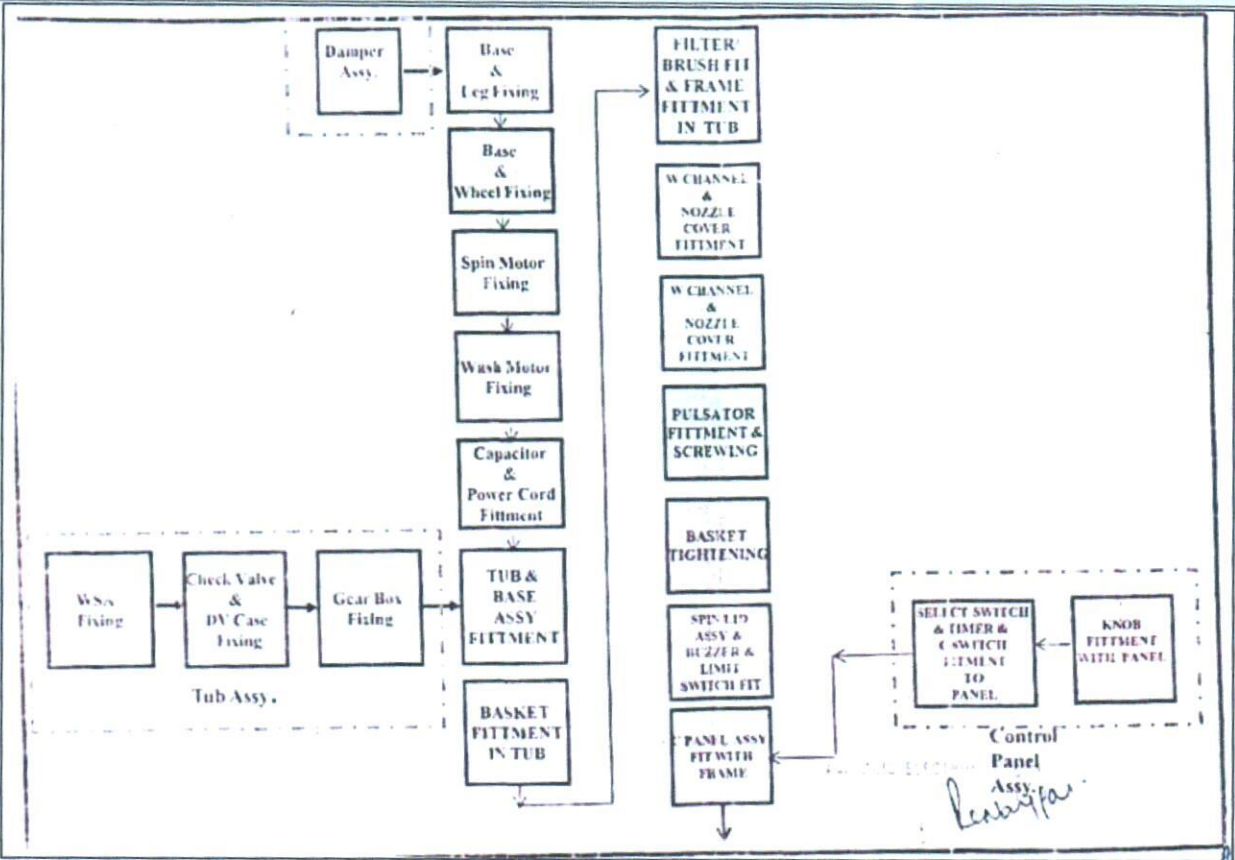 Damper
Assy.
Base
&
Leg Fixing
Base
&
Wheel Fixing
Spin Motor
Fixing
Wash Motor
Fixing
Capacitor
&
Power Cord
Fittment
WSA
Fixing
Check Valve
&
DV Case
Fixing
Gear Box
Fixing
Tub Assy.
TUB &
BASE
ASSY
FITTMENT
BASKET
FITTMENT
IN TUB
FILTER/
BRUSH FIT
& FRAME
FITTMENT
IN TUB
W CHANNEL
&
NOZZLE
COVER
FITTMENT
W CHANNEL
&
NOZZLE
COVER
FITTMENT
PULSATOR
FITTMENT &
SCREWING
BASKET
TIGHTENING
SPIN LID
ASSY &
BUZZER &
LIMIT
SWITCH FIT
C PANEL ASSY
FIT WITH
FRAME
SELECT SWITCH
& TIMER &
C SWITCH
FITMENT
TO
PANEL
KNOB
FITTMENT
WITH PANEL
Control
Panel
Assy.